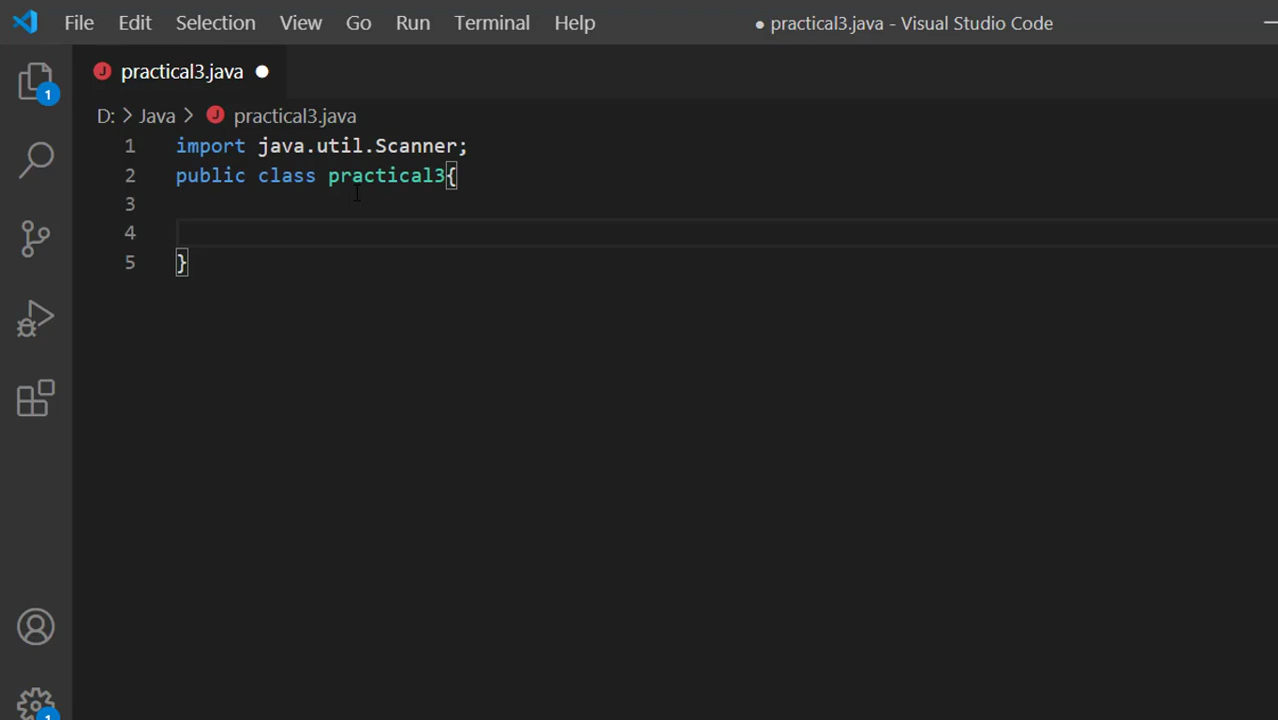 File Edit Selection View Go Run Terminal Help ● practical3.java - Visual Studio Code
J practical3.java ●
1
D: > Java > J practical3.java
1 import java.util.Scanner;
2 public class practical3{
3
4
5 }
1